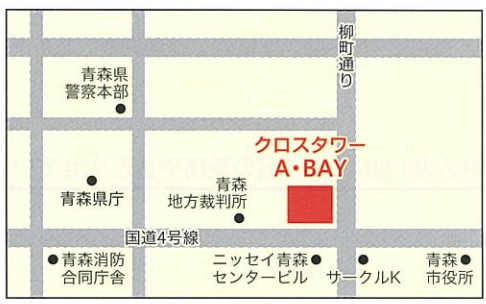 柳町通り
青森県
警察本部
クロスタワー
A・BAY
青森
地方裁判所
青森県庁
国道4号線
青森消防
合同庁舎
ニッセイ青森
センタービル
サークルK
青森
市役所